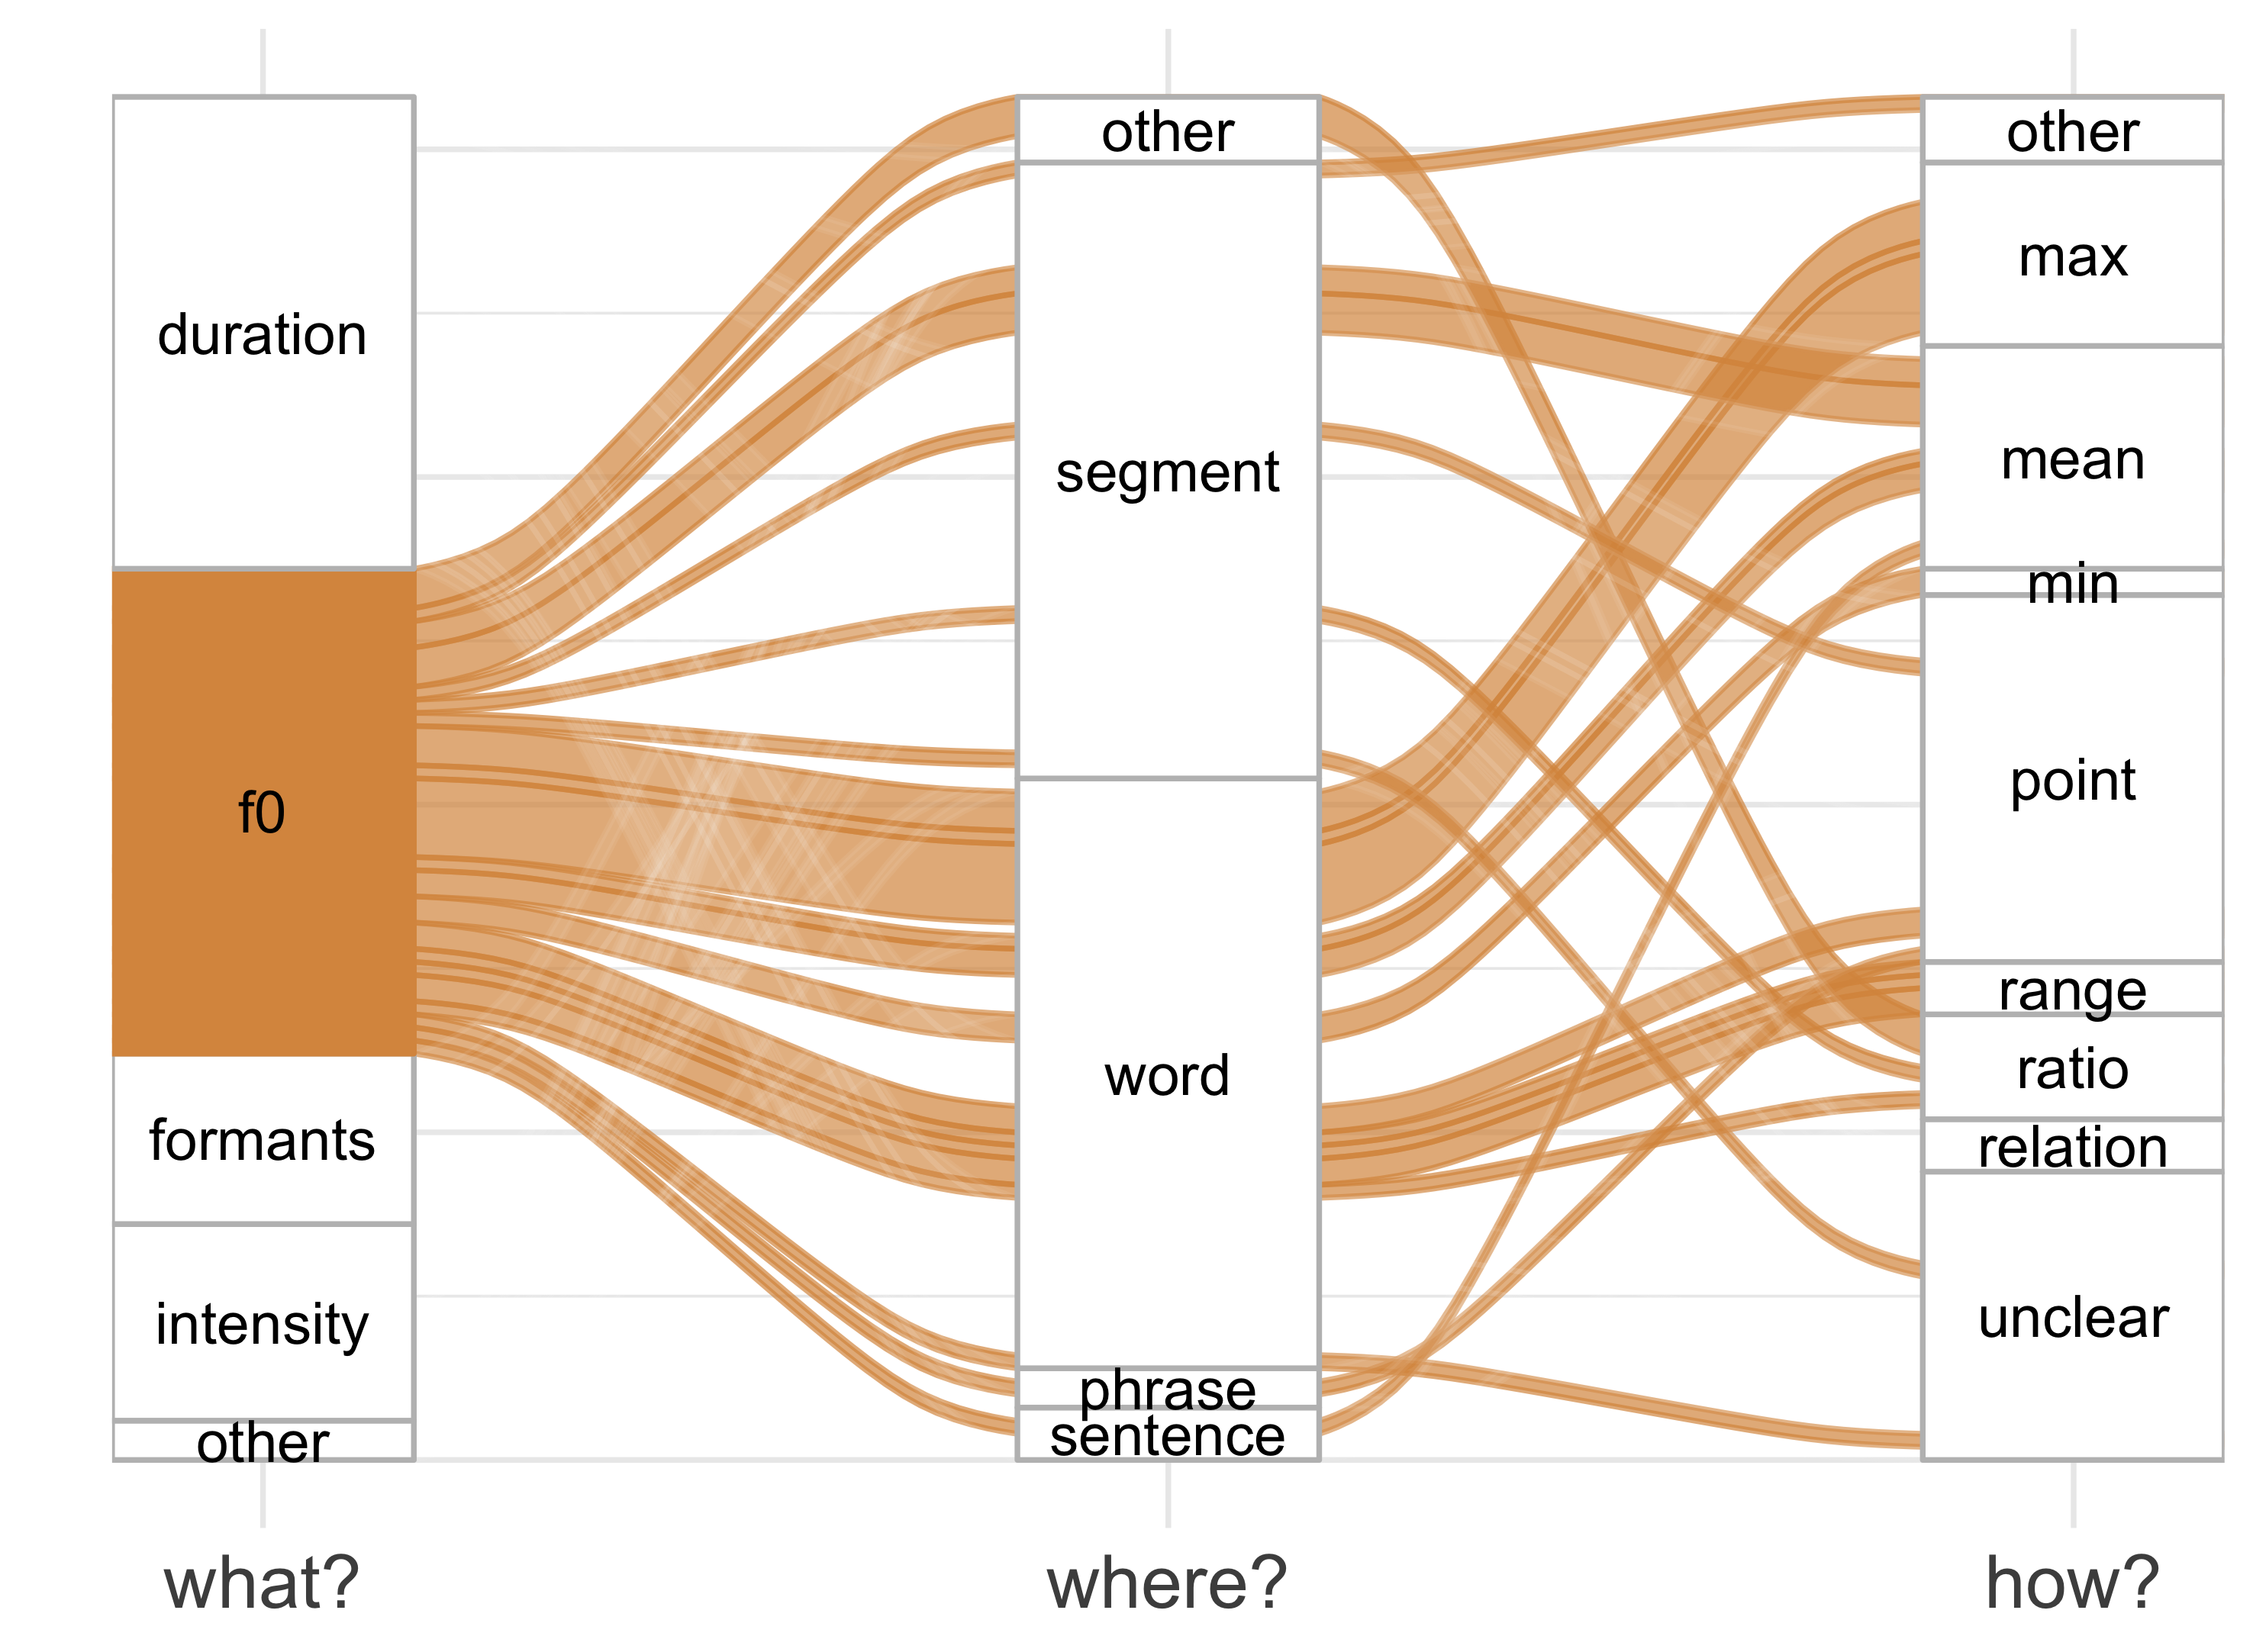 duration
f0
formants
intensity
other
other
segment
word
phrase
sentence
other
max
mean
min
point
range
ratio
relation
unclear
what?
where?
how?